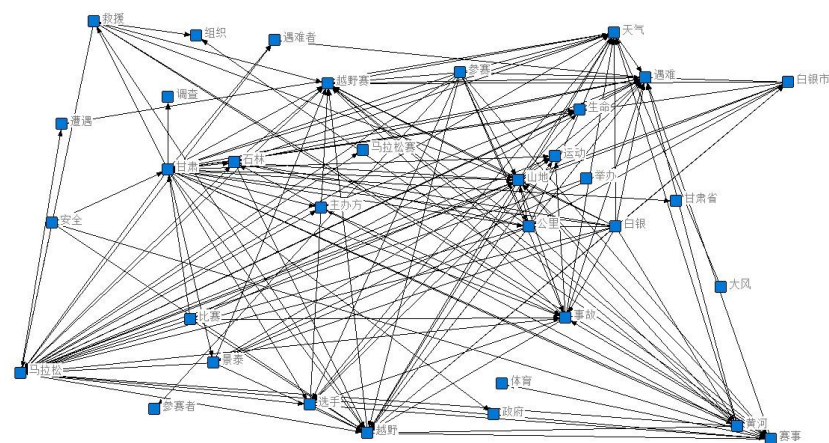 救援
组织
遇难者
天气
越野赛
参赛
遇难
白银市
调查
生命
遭遇
马拉松赛
运动
石林
甘肃
山地
举办
甘肃省
主办方
安全
公里
白银
大风
比赛
事故
景泰
马拉松
体育
参赛者
选手
政府
越野
黄河
赛事